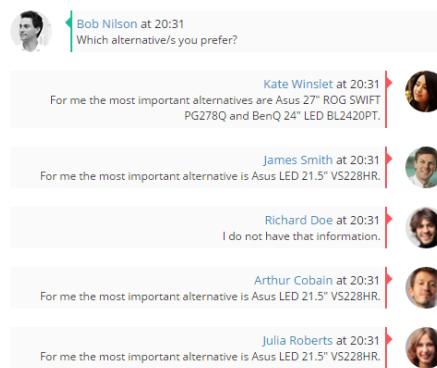 Bob Nilson at 20:31
Which alternative/s you prefer?
Kate Winslet at 20:31
For me the most important alternatives are Asus 27" ROG SWIFT
PG278Q and BenQ 24" LED BL2420PT.
James Smith at 20:31
For me the most important alternative is Asus LED 21.5" VS228HR.
Richard Doe at 20:31
I do not have that information.
Arthur Cobain at 20:31
For me the most important alternative is Asus LED 21.5" VS228HR.
Julia Roberts at 20:31
For me the most important alternative is Asus LED 21.5" VS228HR.